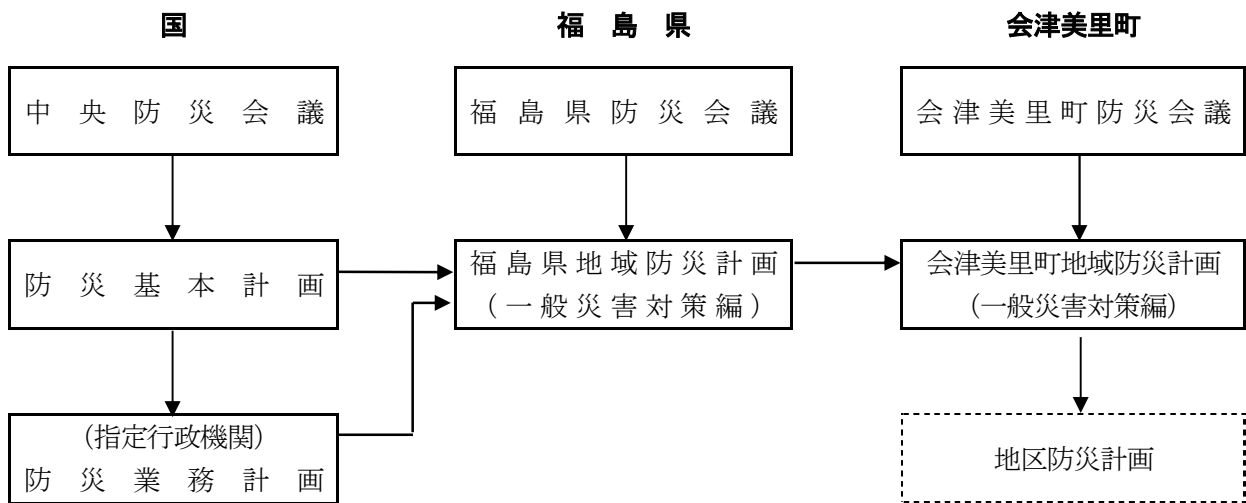 国
福島県
会津美里町
中央防災会議
福島県防災会議
会津美里町防災会議
防災基本計画
福島県地域防災計画
(一般災害対策編)
会津美里町地域防災計画
(一般災害対策編)
(指定行政機関)
防災業務計画
地区防災計画